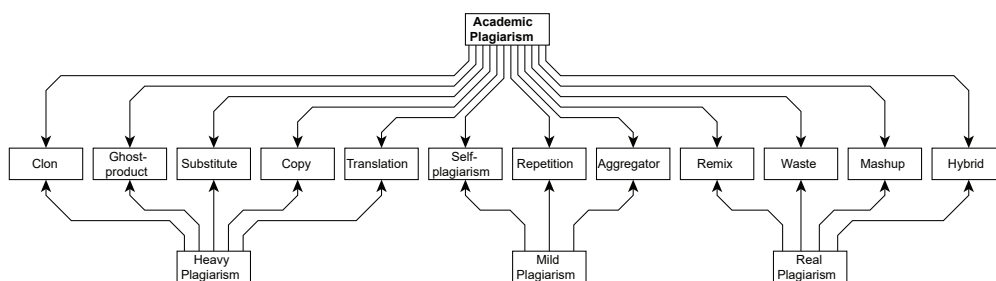 Academic
Plagiarism
Clon
Ghost-
product
Substitute
Copy
Translation
Self-
plagiarism
Repetition
Aggregator
Remix
Waste
Mashup
Hybrid
Heavy
Plagiarism
Mild
Plagiarism
Real
Plagiarism